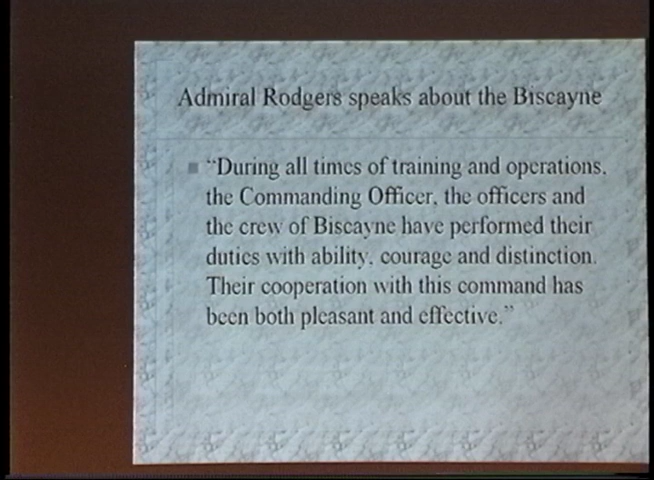 Admiral Rodgers speaks about the Biscayne
“During all times of training and operations,
the Commanding Officer, the officers and
the crew of Biscayne have performed their
duties with ability, courage and distinction.
Their cooperation with this command has
been both pleasant and effective.”